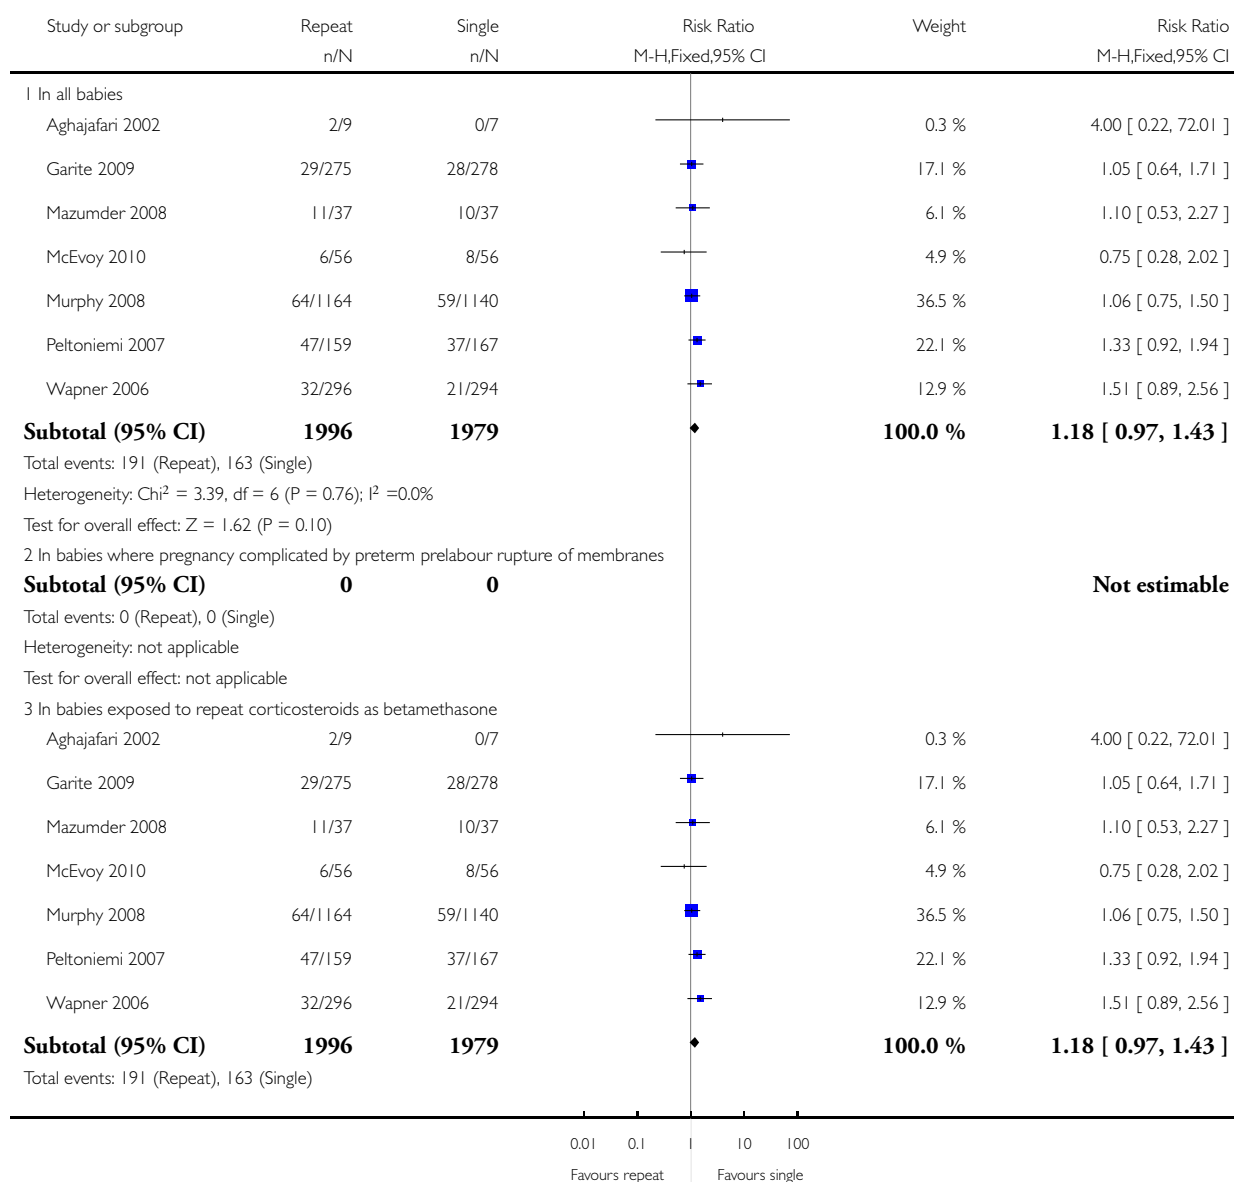 Study or subgroup Repeat Single Risk Ratio Weight Risk Ratio
n/N n/N M-H,Fixed,95% CI M-H,Fixed,95% CI
1 In all babies
Aghajafari 2002 2/9 0/7 0.3 % 4.00 [ 0.22, 72.01 ]
Garite 2009 29/275 28/278 17.1 % 1.05 [ 0.64, 1.71 ]
Mazumder 2008 11/37 10/37 6.1 % 1.10 [ 0.53, 2.27 ]
McEvoy 2010 6/56 8/56 4.9 % 0.75 [ 0.28, 2.02 ]
Murphy 2008 64/1164 59/1140 36.5 % 1.06 [ 0.75, 1.50 ]
Peltoniemi 2007 47/159 37/167 22.1 % 1.33 [ 0.92, 1.94 ]
Wapner 2006 32/296 21/294 12.9 % 1.51 [ 0.89, 2.56 ]
Subtotal (95% CI) 1996 1979 100.0 % 1.18 [ 0.97, 1.43 ]
Total events: 191 (Repeat), 163 (Single)
Heterogeneity: Chi² = 3.39, df = 6 (P = 0.76); I² =0.0%
Test for overall effect: Z = 1.62 (P = 0.10)
2 In babies where pregnancy complicated by preterm prelabour rupture of membranes
Subtotal (95% CI) 0 0 Not estimable
Total events: 0 (Repeat), 0 (Single)
Heterogeneity: not applicable
Test for overall effect: not applicable
3 In babies exposed to repeat corticosteroids as betamethasone
Aghajafari 2002 2/9 0/7 0.3 % 4.00 [ 0.22, 72.01 ]
Garite 2009 29/275 28/278 17.1 % 1.05 [ 0.64, 1.71 ]
Mazumder 2008 11/37 10/37 6.1 % 1.10 [ 0.53, 2.27 ]
McEvoy 2010 6/56 8/56 4.9 % 0.75 [ 0.28, 2.02 ]
Murphy 2008 64/1164 59/1140 36.5 % 1.06 [ 0.75, 1.50 ]
Peltoniemi 2007 47/159 37/167 22.1 % 1.33 [ 0.92, 1.94 ]
Wapner 2006 32/296 21/294 12.9 % 1.51 [ 0.89, 2.56 ]
Subtotal (95% CI) 1996 1979 100.0 % 1.18 [ 0.97, 1.43 ]
Total events: 191 (Repeat), 163 (Single)
0.01 0.1 1 10 100
Favours repeat Favours single